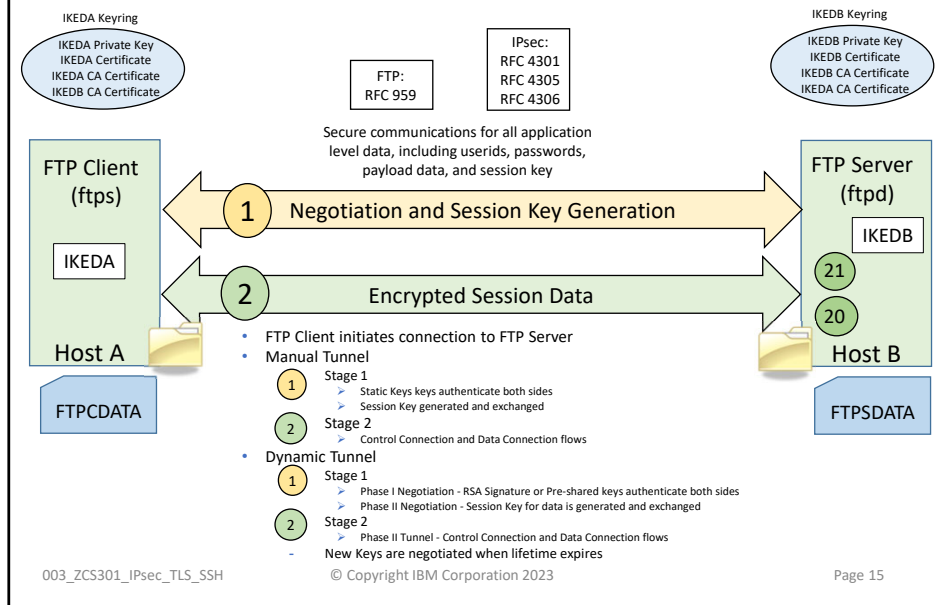 IKEDA Keyring
IKEDA Private Key
IKEDA Certificate
IKEDA CA Certificate
IKEDB CA Certificate
FTP:
RFC 959
IPsec:
RFC 4301
RFC 4305
RFC 4306
IKEDB Keyring
IKEDB Private Key
IKEDB Certificate
IKEDB CA Certificate
IKEDA CA Certificate
Secure communications for all application
level data, including userids, passwords,
payload data, and session key
FTP Client
(ftps)
IKEDA
Host A
FTPCDATA
1 Negotiation and Session Key Generation
2 Encrypted Session Data
FTP Server
(ftpd)
IKEDB
21
20
Host B
FTPSDATA
• FTP Client initiates connection to FTP Server
• Manual Tunnel
1 Stage 1
➢ Static Keys keys authenticate both sides
➢ Session Key generated and exchanged
2 Stage 2
➢ Control Connection and Data Connection flows
• Dynamic Tunnel
1 Stage 1
➢ Phase I Negotiation - RSA Signature or Pre-shared keys authenticate both sides
➢ Phase II Negotiation - Session Key for data is generated and exchanged
2 Stage 2
➢ Phase II Tunnel - Control Connection and Data Connection flows
- New Keys are negotiated when lifetime expires
003_ZCS301_IPsec_TLS_SSH
© Copyright IBM Corporation 2023
Page 15